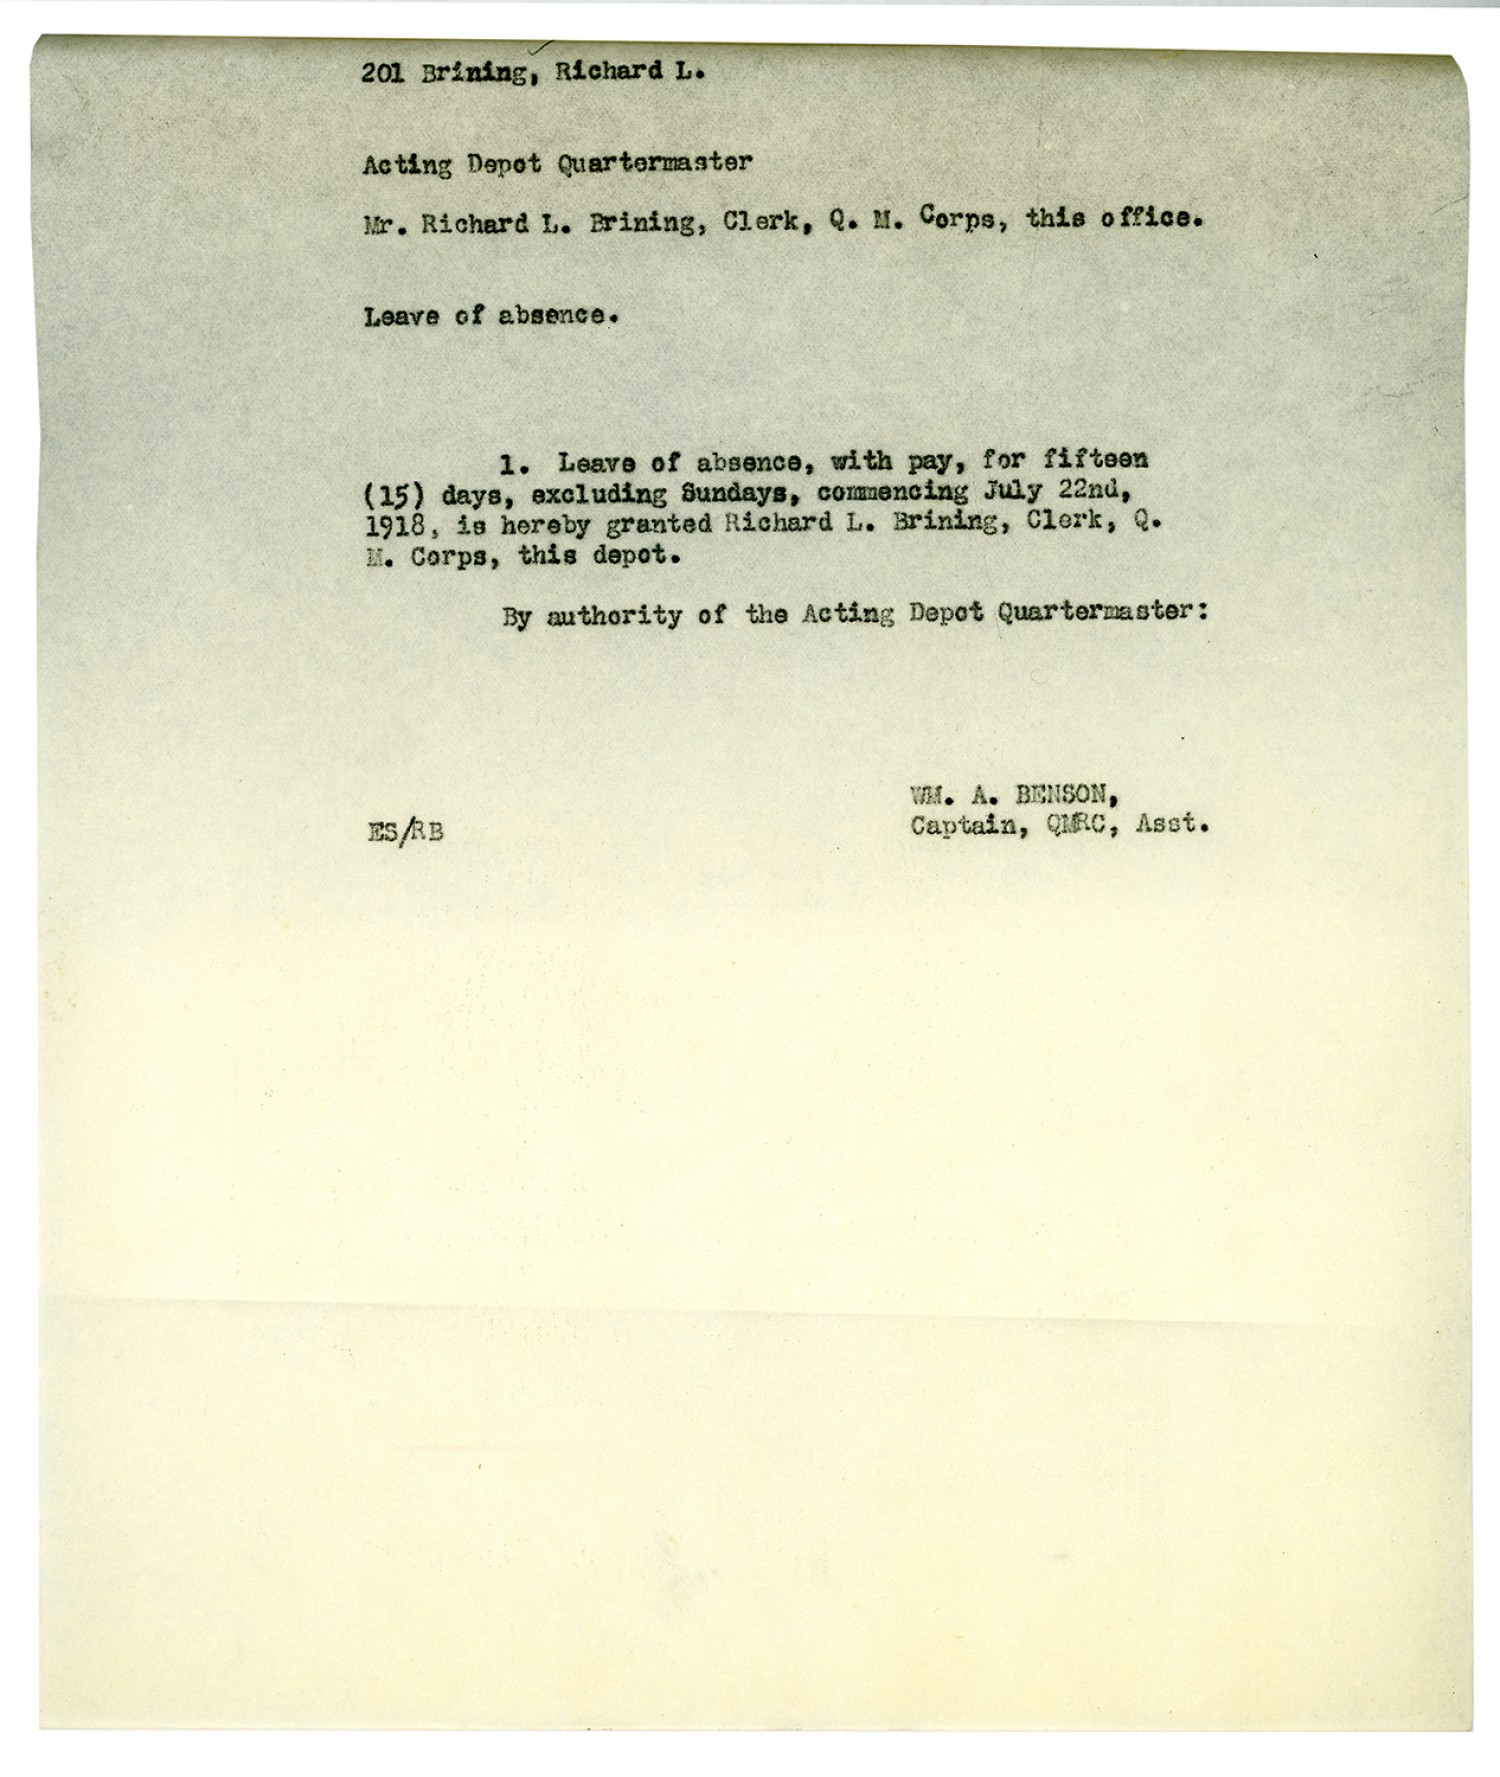 201 Brining, Richard L.
Acting Depot Quartermaster
Mr. Richard L. Brining, Clerk, Q. M. Corps, this office.
Leave of absence.
1. Leave of absence, with pay, for fifteen
(15) days, excluding Sundays, commencing July 22nd,
1918, is hereby granted Richard L. Brining, Clerk, Q.
M. Corps, this depot.
By authority of the Acting Depot Quartermaster:
WM. A. BENSON,
ES/RB
Captain, QMRC, Asst.